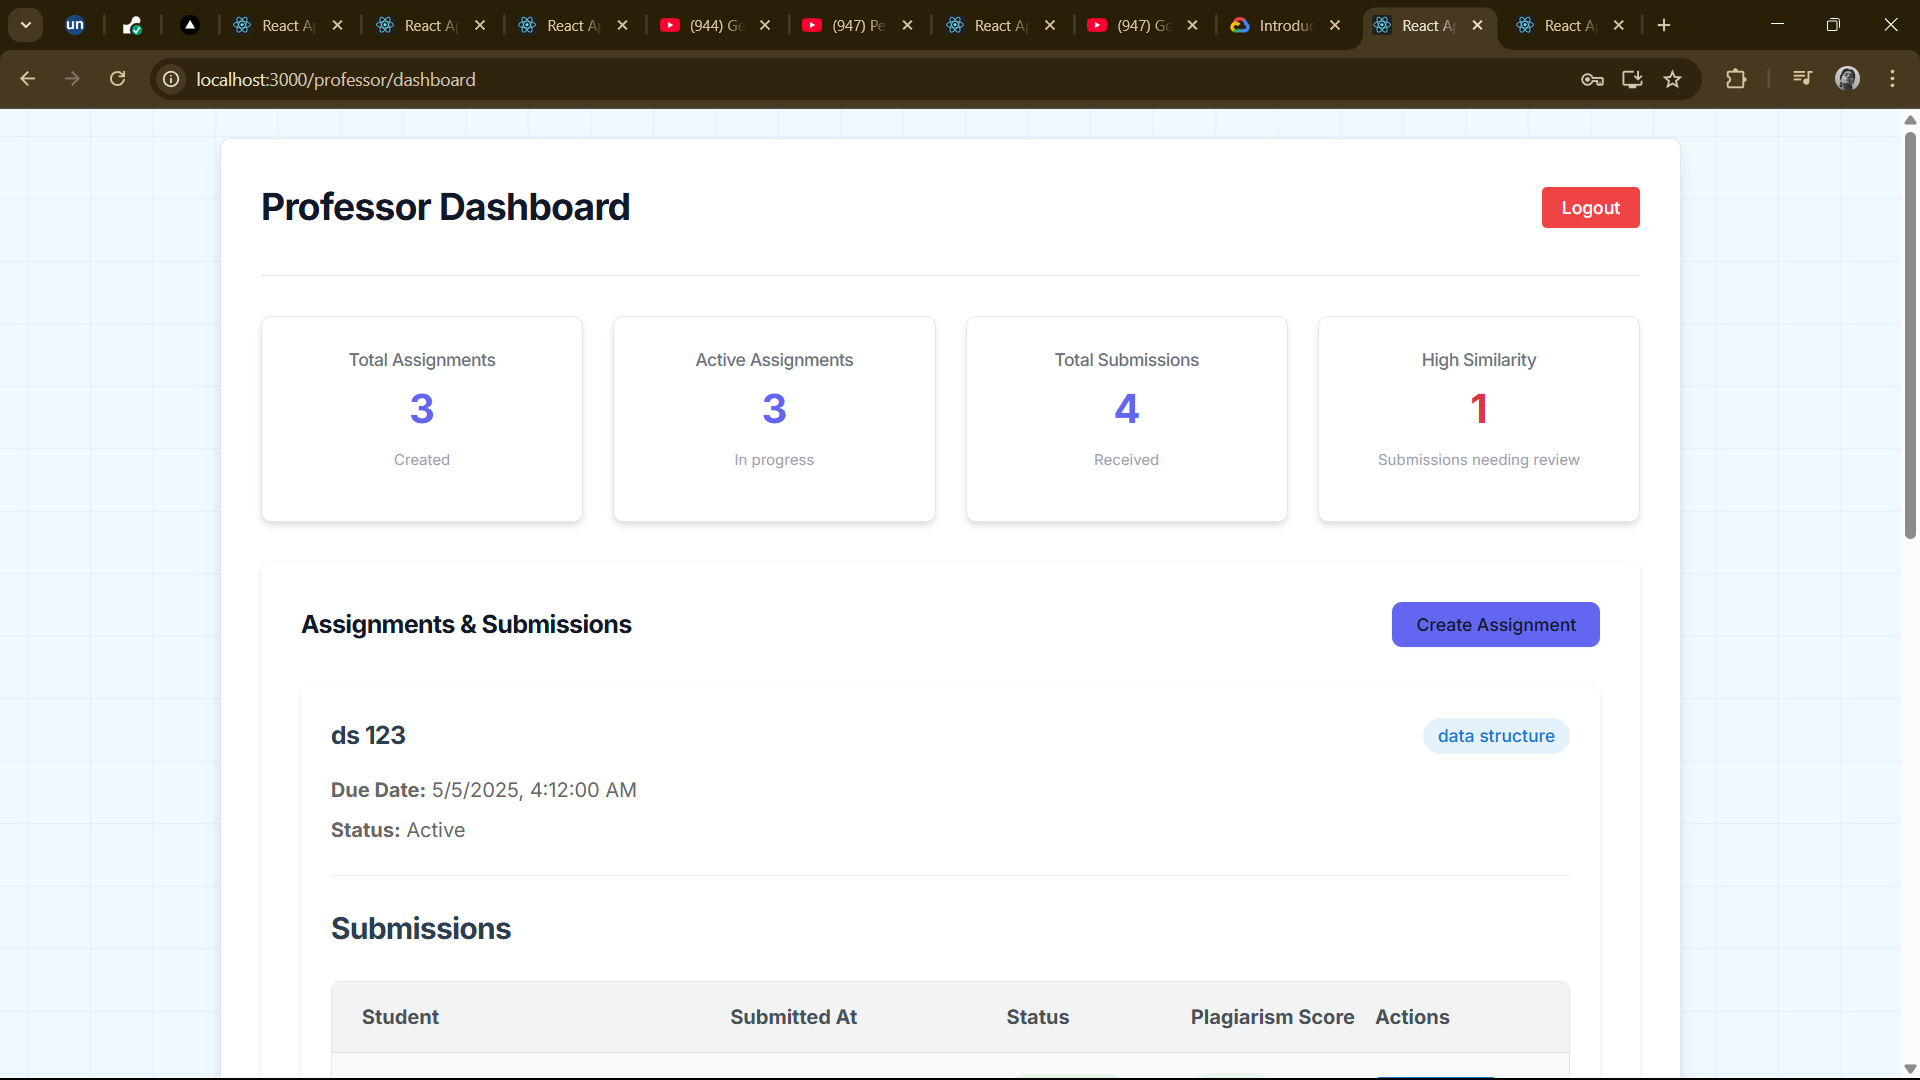 un
React A
React A
React A
(944) Ge
(947) Pe
React A
(947) Go
Introduc
React A
React A
localhost:3000/professor/dashboard
Professor Dashboard
Logout
Total Assignments
3
Created
Active Assignments
3
In progress
Total Submissions
4
Received
High Similarity
1
Submissions needing review
Assignments & Submissions
Create Assignment
ds 123
data structure
Due Date: 5/5/2025, 4:12:00 AM
Status: Active
Submissions
Student Submitted At Status Plagiarism Score Actions